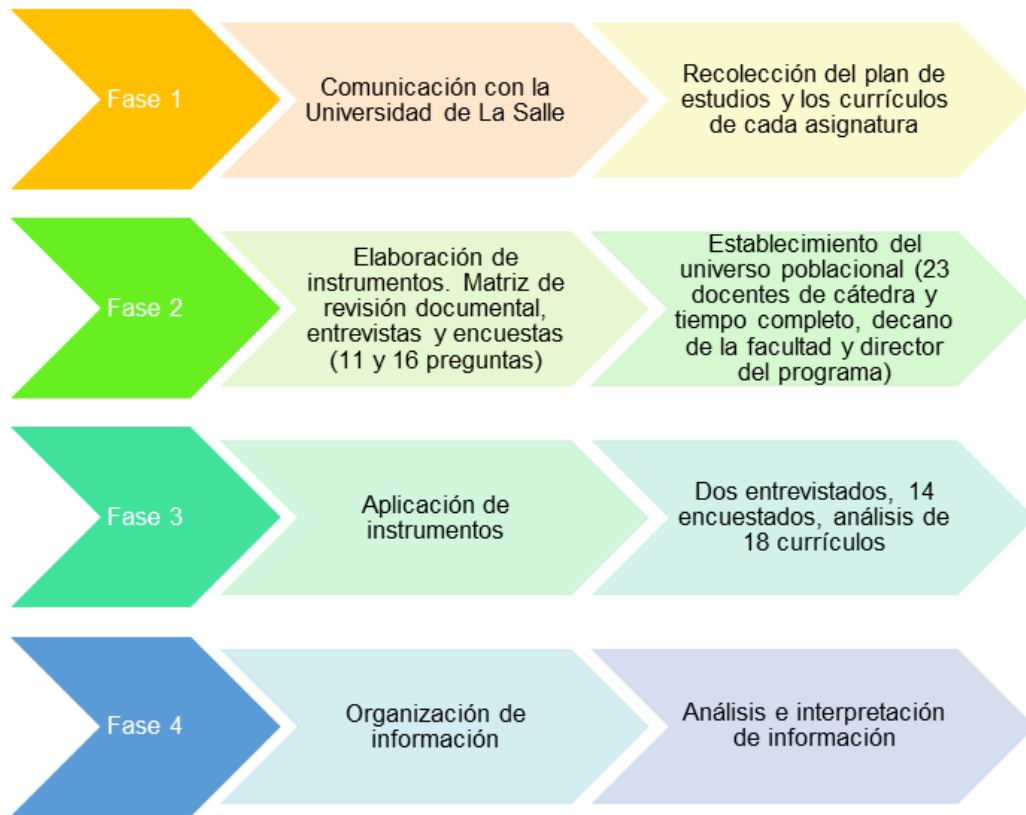 Fase 1
Comunicación con la
Universidad de La Salle
Recolección del plan de
estudios y los currículos
de cada asignatura
Fase 2
Elaboración de
instrumentos. Matriz de
revisión documental,
entrevistas y encuestas
(11 y 16 preguntas)
Establecimiento del
universo poblacional (23
docentes de cátedra y
tiempo completo, decano
de la facultad y director
del programa)
Fase 3
Aplicación de
instrumentos
Dos entrevistados, 14
encuestados, análisis de
18 currículos
Fase 4
Organización de
información
Análisis e interpretación
de información